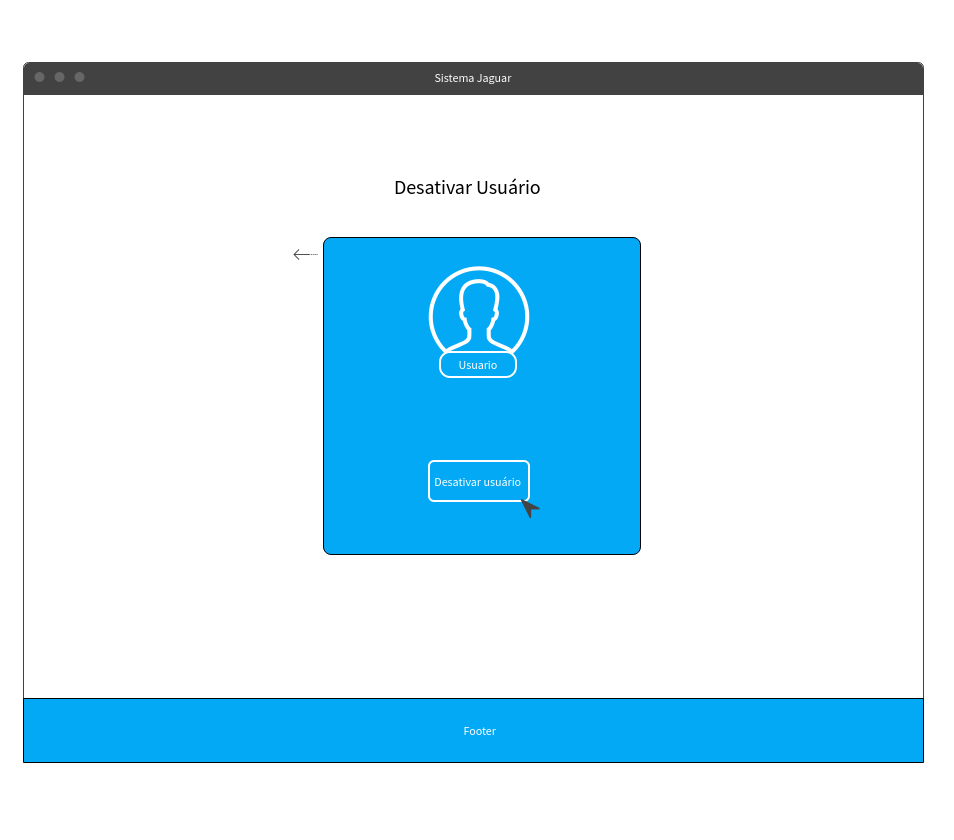 Sistema Jaguar
Desativar Usuário
Usuario
Desativar usuário
Footer